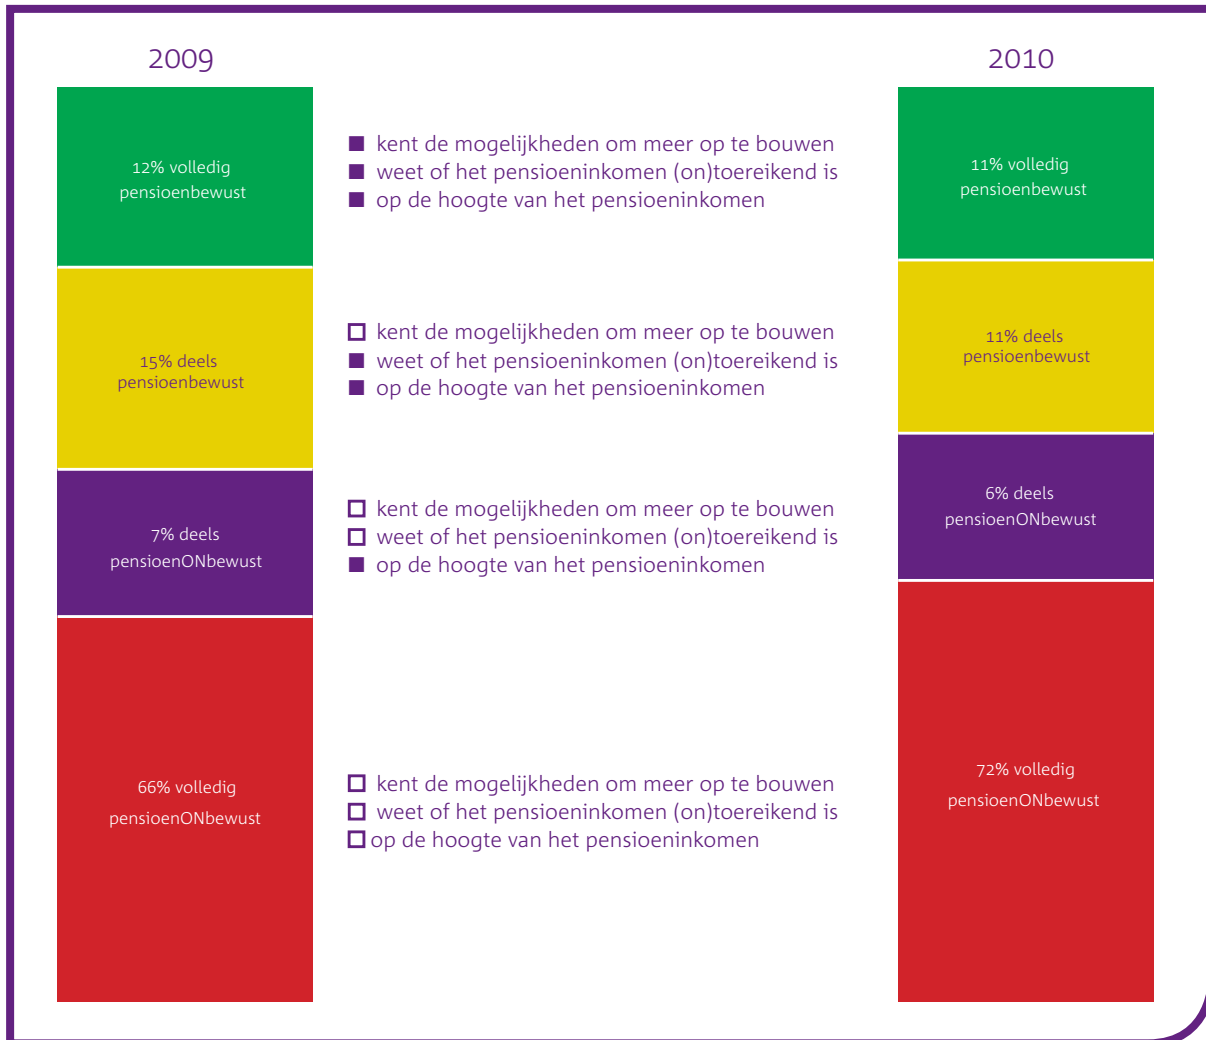 2009
12% volledig
pensioenbewust
15% deels
pensioenbewust
7% deels
pensioenONbewust
66% volledig
pensioenONbewust
kent de mogelijkheden om meer op te bouwen
weet of het pensioeninkomen (on)toereikend is
op de hoogte van het pensioeninkomen
kent de mogelijkheden om meer op te bouwen
weet of het pensioeninkomen (on)toereikend is
op de hoogte van het pensioeninkomen
kent de mogelijkheden om meer op te bouwen
weet of het pensioeninkomen (on)toereikend is
op de hoogte van het pensioeninkomen
kent de mogelijkheden om meer op te bouwen
weet of het pensioeninkomen (on)toereikend is
op de hoogte van het pensioeninkomen
2010
11% volledig
pensioenbewust
11% deels
pensioenbewust
6% deels
pensioenONbewust
72% volledig
pensioenONbewust